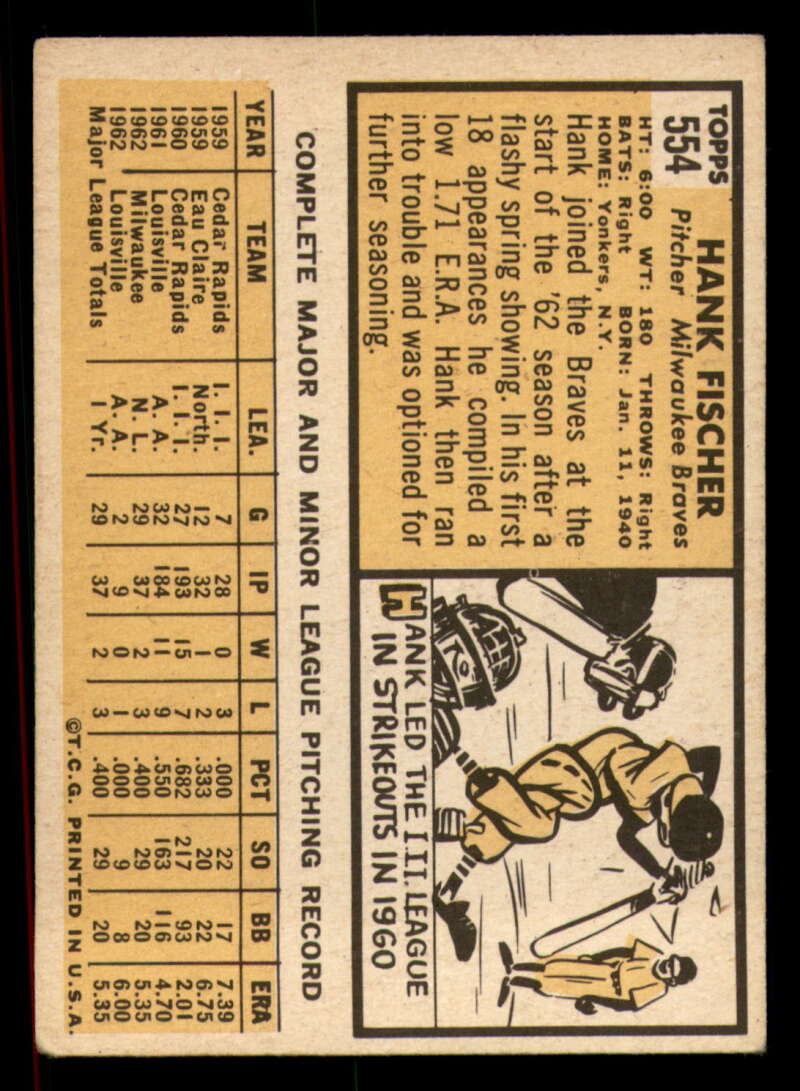 TOPPS
554
HANK FISCHER
Pitcher Milwaukee Braves
HT: 6:00 WT: 180 THROWS: Right
BATS: Right BORN: Jan. 11, 1940
HOME: Yonkers, N.Y.
Hank joined the Braves at the
start of the '62 season after a
flashy spring showing. In his first
18 appearances he compiled a
low 1.71 E.R.A. Hank then ran
into trouble and was optioned for
further seasoning.
HANK LED THE I.I.I. LEAGUE
IN STRIKEOUTS IN 1960
COMPLETE MAJOR AND MINOR LEAGUE PITCHING RECORD
YEAR TEAM LEA. G IP W L PCT SO BB ERA
1959 Cedar Rapids I. I. I. 7 28 0 3 .000 22 17 7.39
1959 Eau Claire North. 12 32 1 2 .333 20 22 6.75
1960 Cedar Rapids I. I. I. 27 193 15 7 .682 217 93 2.01
1961 Louisville A. A. 32 184 11 9 .550 163 116 4.70
1962 Milwaukee N. L. 29 37 2 3 .400 29 20 5.35
1962 Louisville A. A. 2 9 0 1 .000 9 8 6.00
Major League Totals 1 Yr. 29 37 2 3 .400 29 20 5.35
©T.C.G. PRINTED IN U.S.A.